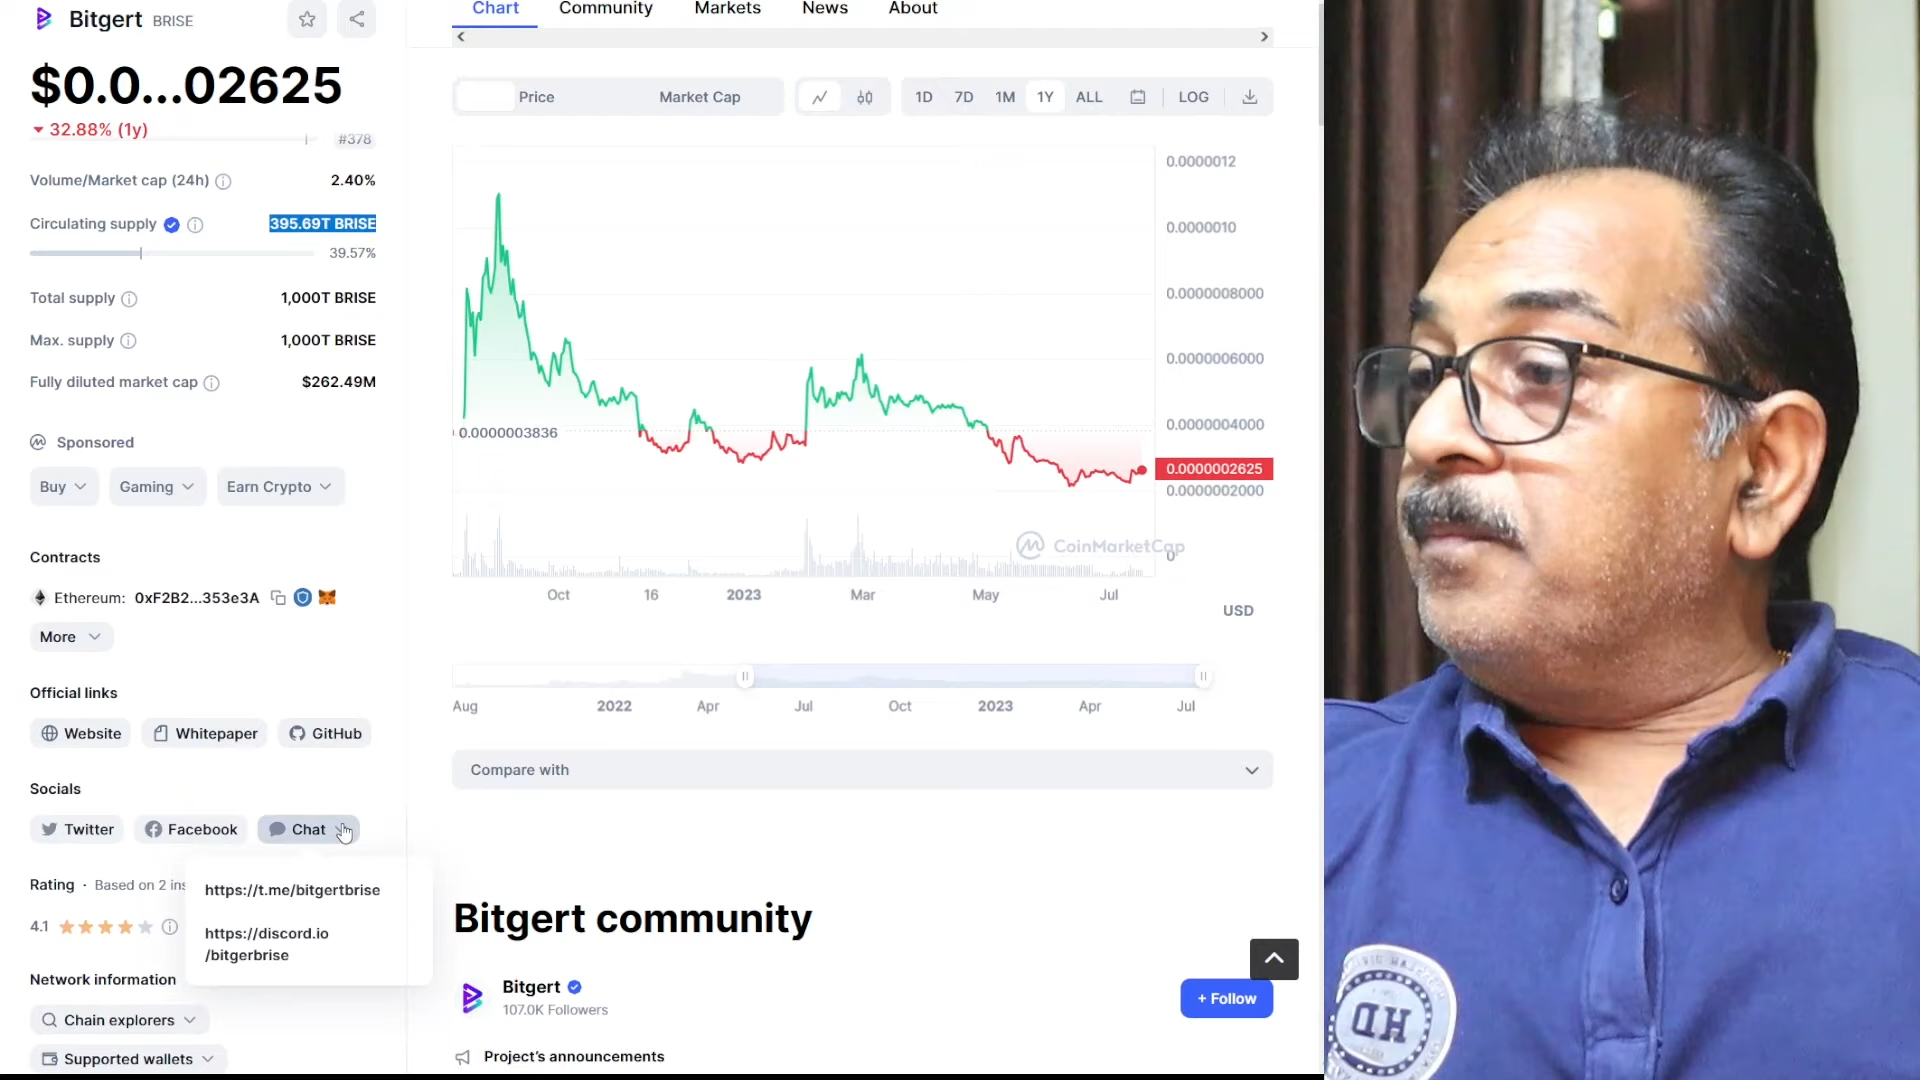 Bitgert BRISE
$0.0...02625
32.88% (1y)
#378
Volume/Market cap (24h) 2.40%
Circulating supply 395.69T BRISE
39.57%
Total supply 1,000T BRISE
Max. supply 1,000T BRISE
Fully diluted market cap $262.49M
Sponsored
Buy Gaming Earn Crypto
Contracts
Ethereum: 0xF2B2...353e3A
More
Official links
Website Whitepaper GitHub
Socials
Twitter Facebook Chat
https://t.me/bitgertbrise
https://discord.io
/bitgerbrise
Rating · Based on 2 ins
4.1
Network information
Chain explorers
Supported wallets
Chart Community Markets News About
Price Market Cap 1D 7D 1M 1Y ALL LOG
0.0000012
0.0000010
0.0000008000
0.0000006000
0.0000004000
0.0000003836
0.0000002625
0.0000002000
CoinMarketCap
0
Oct 16 2023 Mar May Jul
USD
Aug 2022 Apr Jul Oct 2023 Apr Jul
Compare with
Bitgert community
Bitgert
107.0K Followers
+ Follow
Project's announcements
HD